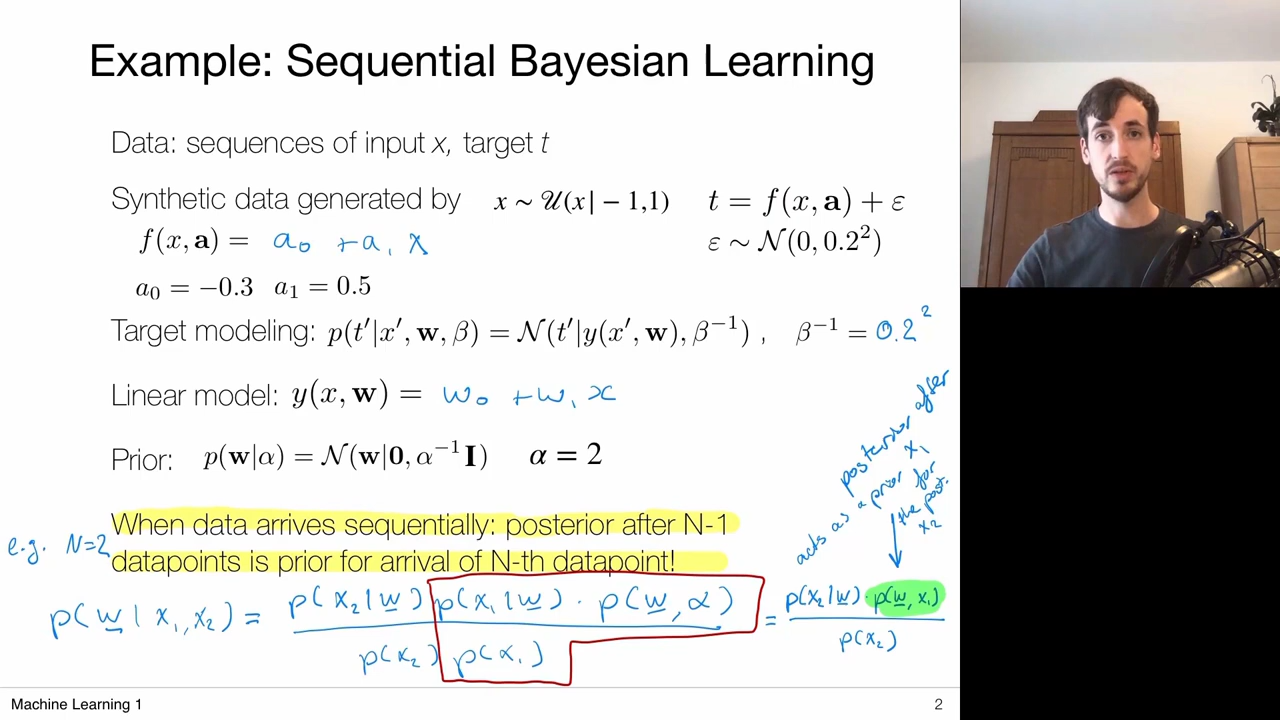 Example: Sequential Bayesian Learning
Data: sequences of input x, target t
Synthetic data generated by x ∼ 𝒰(x| − 1,1) t = f(x, a) + ε
f(x, a) = a₀ + a₁ x ε ∼ 𝒩(0, 0.2²)
a₀ = −0.3 a₁ = 0.5
Target modeling: p(t′|x′, w, β) = 𝒩(t′|y(x′, w), β⁻¹) , β⁻¹ = 0.2²
Linear model: y(x, w) = w₀ + w₁ x
Prior: p(w|α) = 𝒩(w|0, α⁻¹I) α = 2
posterior after
x₁
acts as a prior for
the post.
x₂
e.g. N=2
When data arrives sequentially: posterior after N-1
datapoints is prior for arrival of N-th datapoint!
p(w | x₁, x₂) = p(x₂|w) p(x₁|w) · p(w, α) / p(x₂) p(x₁) = p(x₂|w) · p(w, x₁) / p(x₂)
Machine Learning 1 2